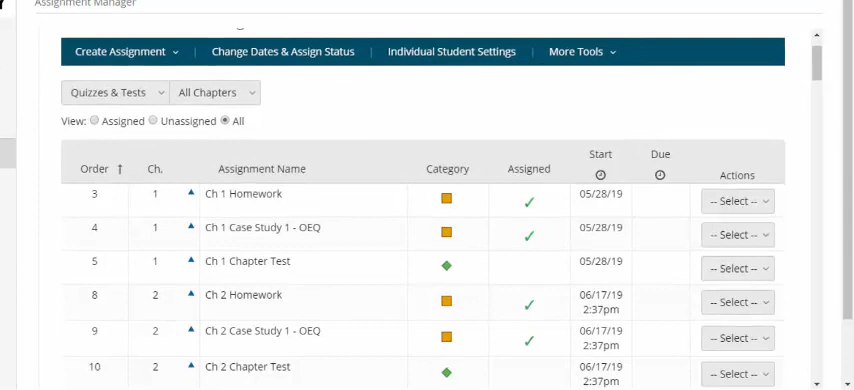 Assignment Manager
Create Assignment | Change Dates & Assign Status | Individual Student Settings | More Tools
Quizzes & Tests All Chapters
View: Assigned Unassigned All
Order ↑ Ch. Assignment Name Category Assigned Start Due Actions
3 1 Ch 1 Homework ✓ 05/28/19 -- Select --
4 1 Ch 1 Case Study 1 - OEQ ✓ 05/28/19 -- Select --
5 1 Ch 1 Chapter Test 05/28/19 -- Select --
8 2 Ch 2 Homework ✓ 06/17/19 -- Select --
2:37pm
9 2 Ch 2 Case Study 1 - OEQ ✓ 06/17/19 -- Select --
2:37pm
10 2 Ch 2 Chapter Test 06/17/19 -- Select --
2:37pm